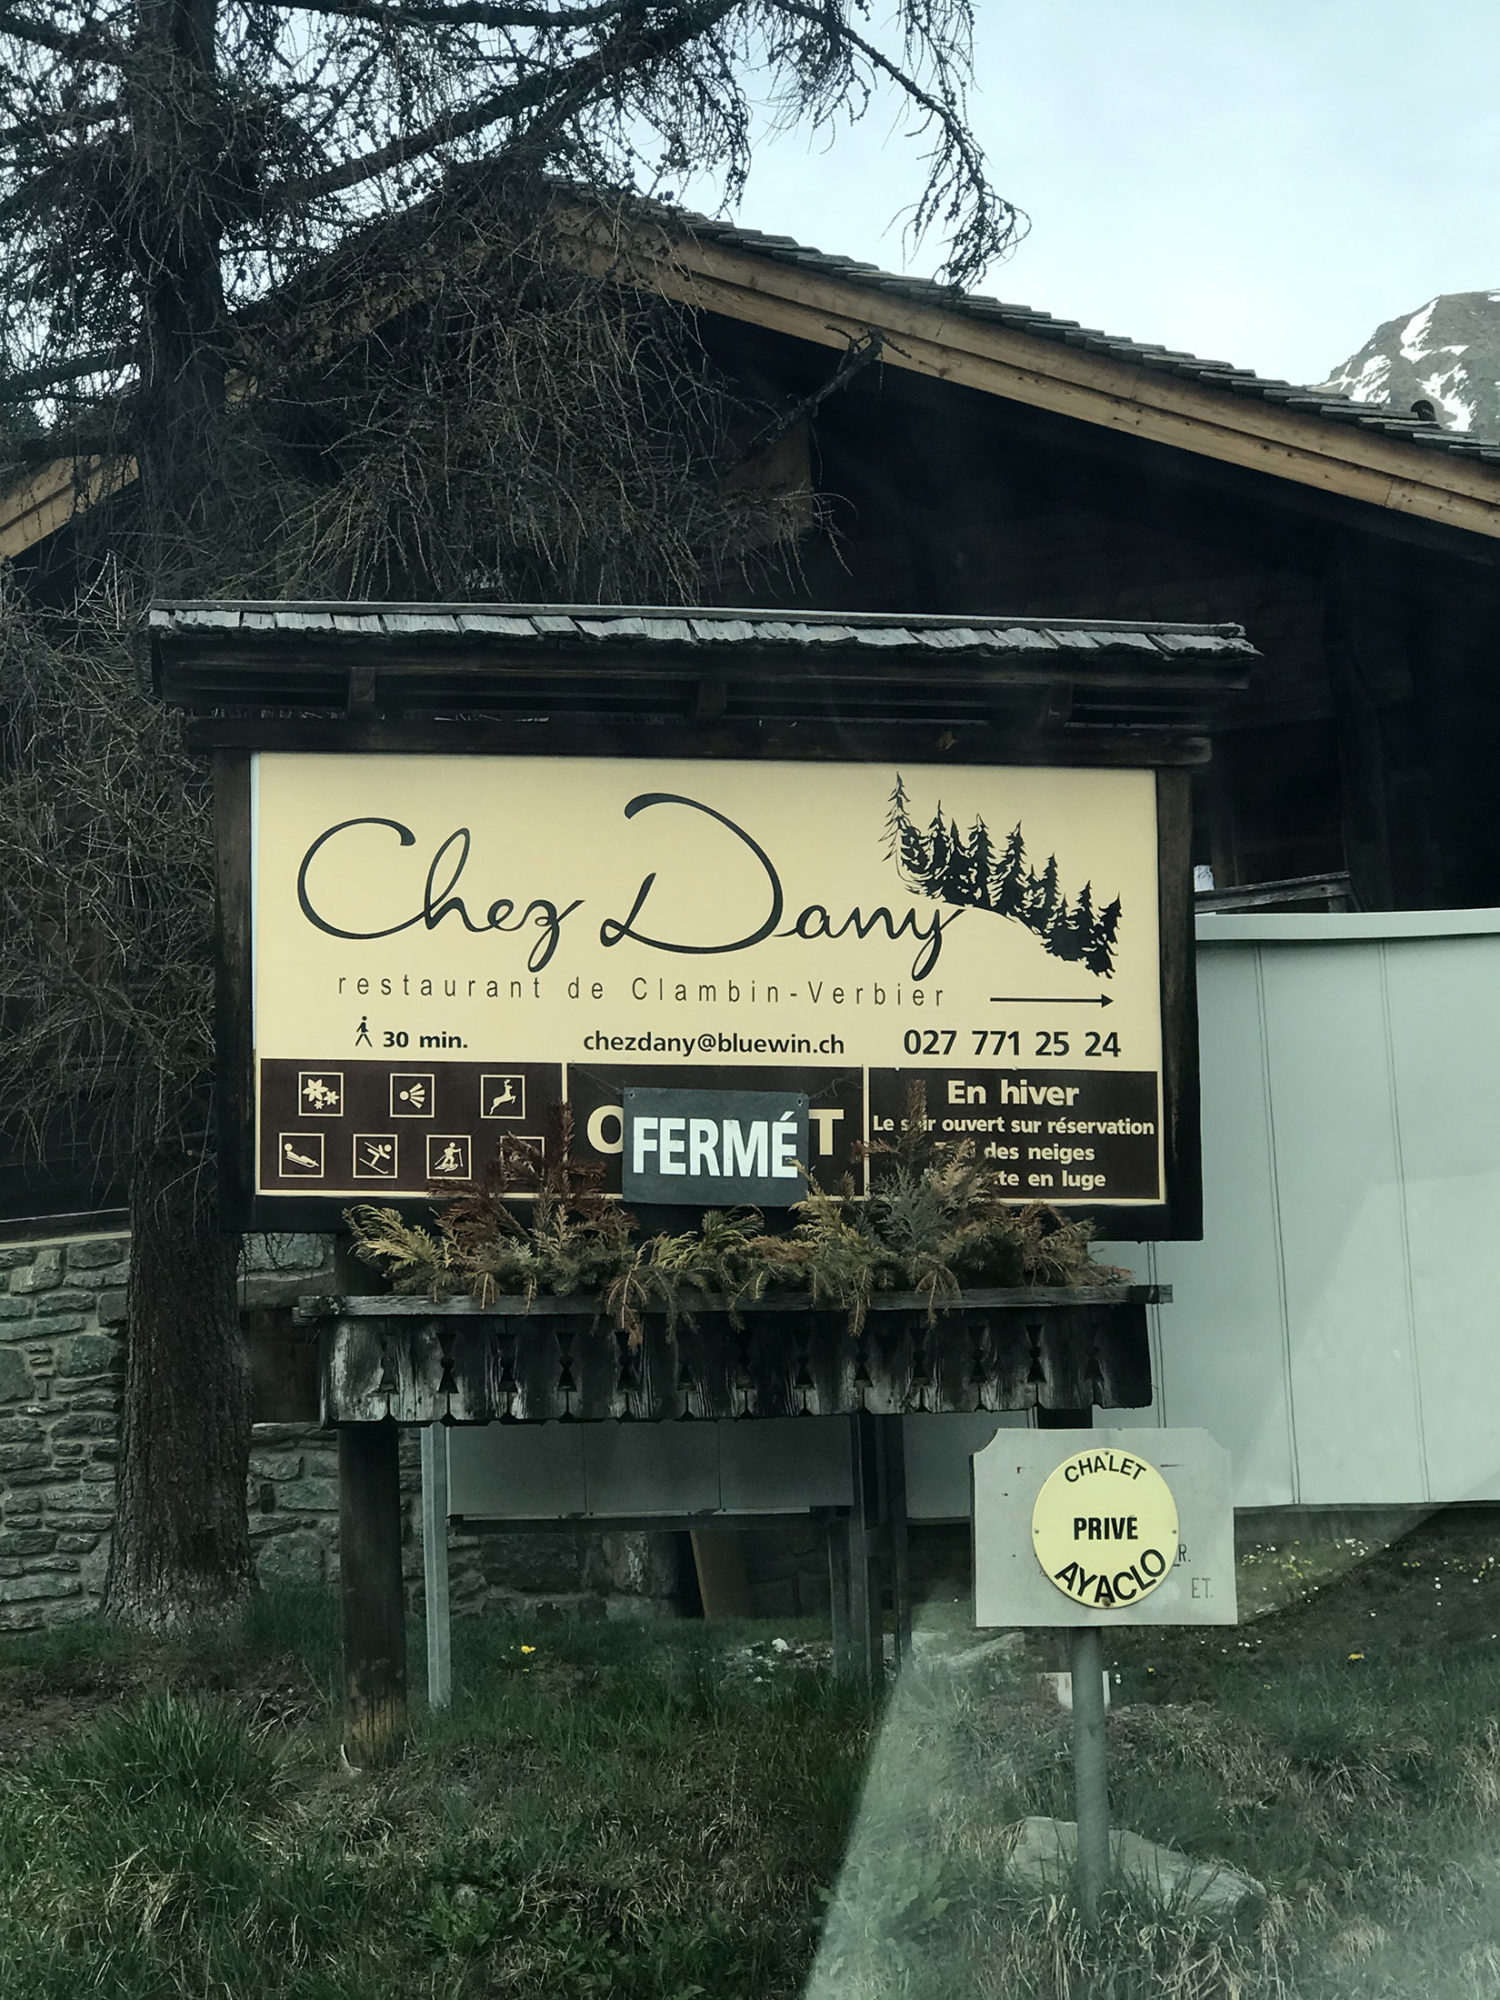 Chez Dany
restaurant de Clambin-Verbier
30 min.
chezdany@bluewin.ch
027 771 25 24
FERMÉ
En hiver
Le soir ouvert sur réservation
des neiges
en luge
CHALET
PRIVE
AYACLO
R.
ET.